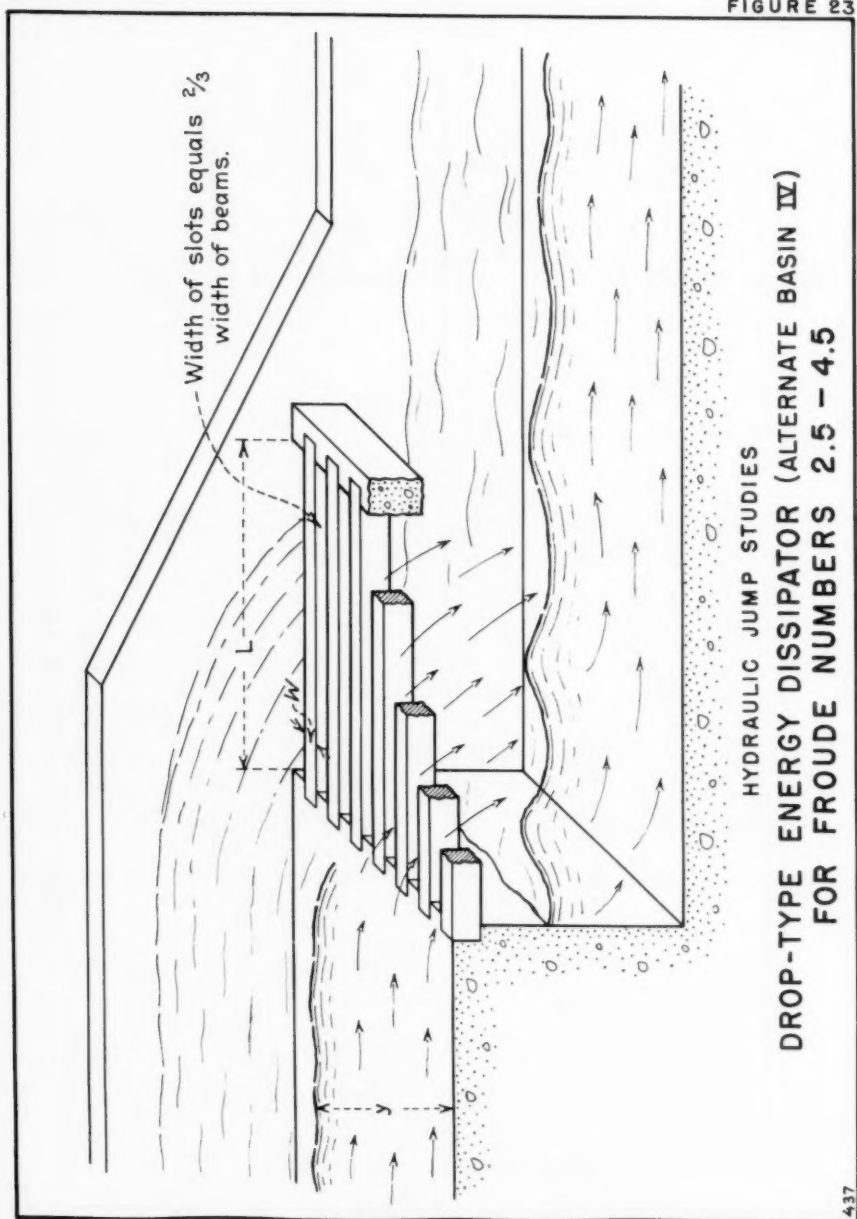 FIGURE 23
Width of slots equals 2/3
width of beams.
L
W
HYDRAULIC JUMP STUDIES
DROP-TYPE ENERGY DISSIPATOR (ALTERNATE BASIN IV)
FOR FROUDE NUMBERS 2.5 – 4.5
437